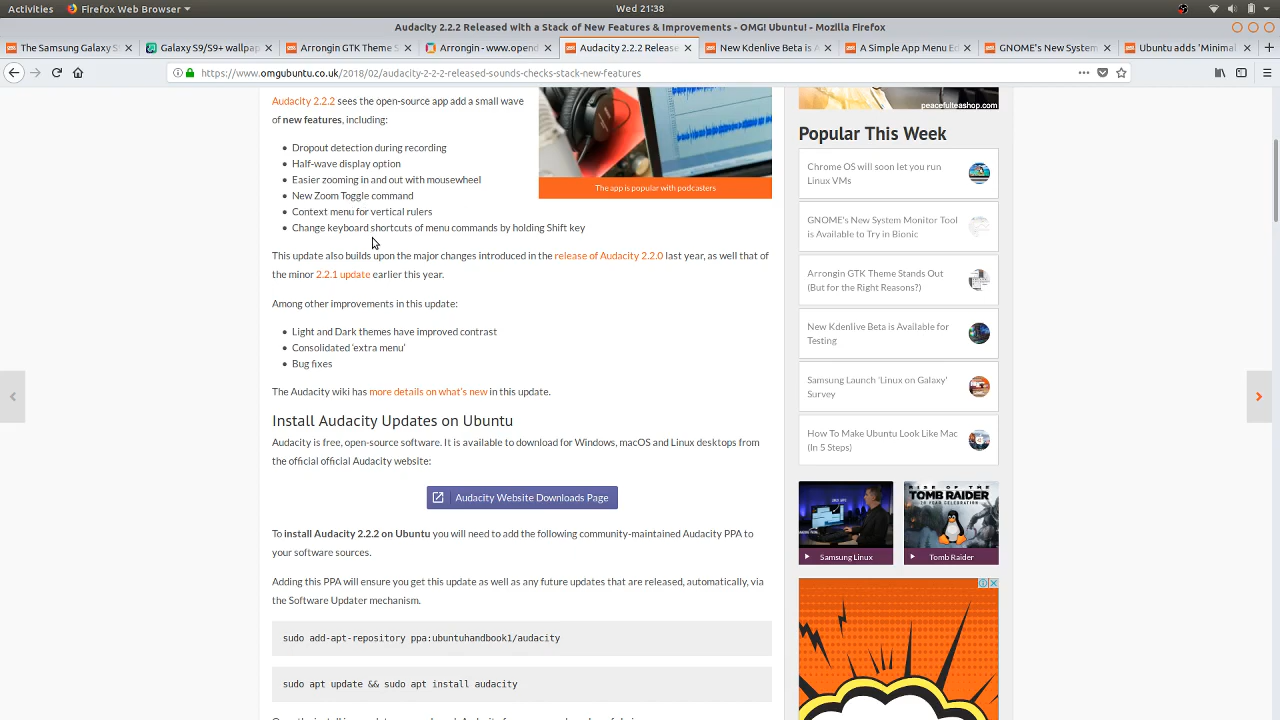 Activities
Firefox Web Browser
Wed 21:38
Audacity 2.2.2 Released with a Stack of New Features & Improvements - OMG! Ubuntu! - Mozilla Firefox
The Samsung Galaxy S
Galaxy S9/S9+ wallpap
Arrongin GTK Theme S
Arrongin - www.opend
Audacity 2.2.2 Release
New Kdenlive Beta is A
A Simple App Menu Ed
GNOME's New System
Ubuntu adds 'Minimal
https://www.omgubuntu.co.uk/2018/02/audacity-2-2-2-released-sounds-checks-stack-new-features
Audacity 2.2.2 sees the open-source app add a small wave
of new features, including:
Dropout detection during recording
Half-wave display option
Easier zooming in and out with mousewheel
New Zoom Toggle command
Context menu for vertical rulers
Change keyboard shortcuts of menu commands by holding Shift key
The app is popular with podcasters
This update also builds upon the major changes introduced in the release of Audacity 2.2.0 last year, as well that of
the minor 2.2.1 update earlier this year.
Among other improvements in this update:
Light and Dark themes have improved contrast
Consolidated ‘extra menu’
Bug fixes
The Audacity wiki has more details on what’s new in this update.
Install Audacity Updates on Ubuntu
Audacity is free, open-source software. It is available to download for Windows, macOS and Linux desktops from
the official official Audacity website:
Audacity Website Downloads Page
To install Audacity 2.2.2 on Ubuntu you will need to add the following community-maintained Audacity PPA to
your software sources.
Adding this PPA will ensure you get this update as well as any future updates that are released, automatically, via
the Software Updater mechanism.
sudo add-apt-repository ppa:ubuntuhandbook1/audacity
sudo apt update && sudo apt install audacity
peacefulteashop.com
Popular This Week
Chrome OS will soon let you run
Linux VMs
GNOME's New System Monitor Tool
is Available to Try in Bionic
Arrongin GTK Theme Stands Out
(But for the Right Reasons?)
New Kdenlive Beta is Available for
Testing
Samsung Launch 'Linux on Galaxy'
Survey
How To Make Ubuntu Look Like Mac
(In 5 Steps)
Samsung Linux
RISE OF THE
TOMB RAIDER
20 YEAR CELEBRATION
Tomb Raider